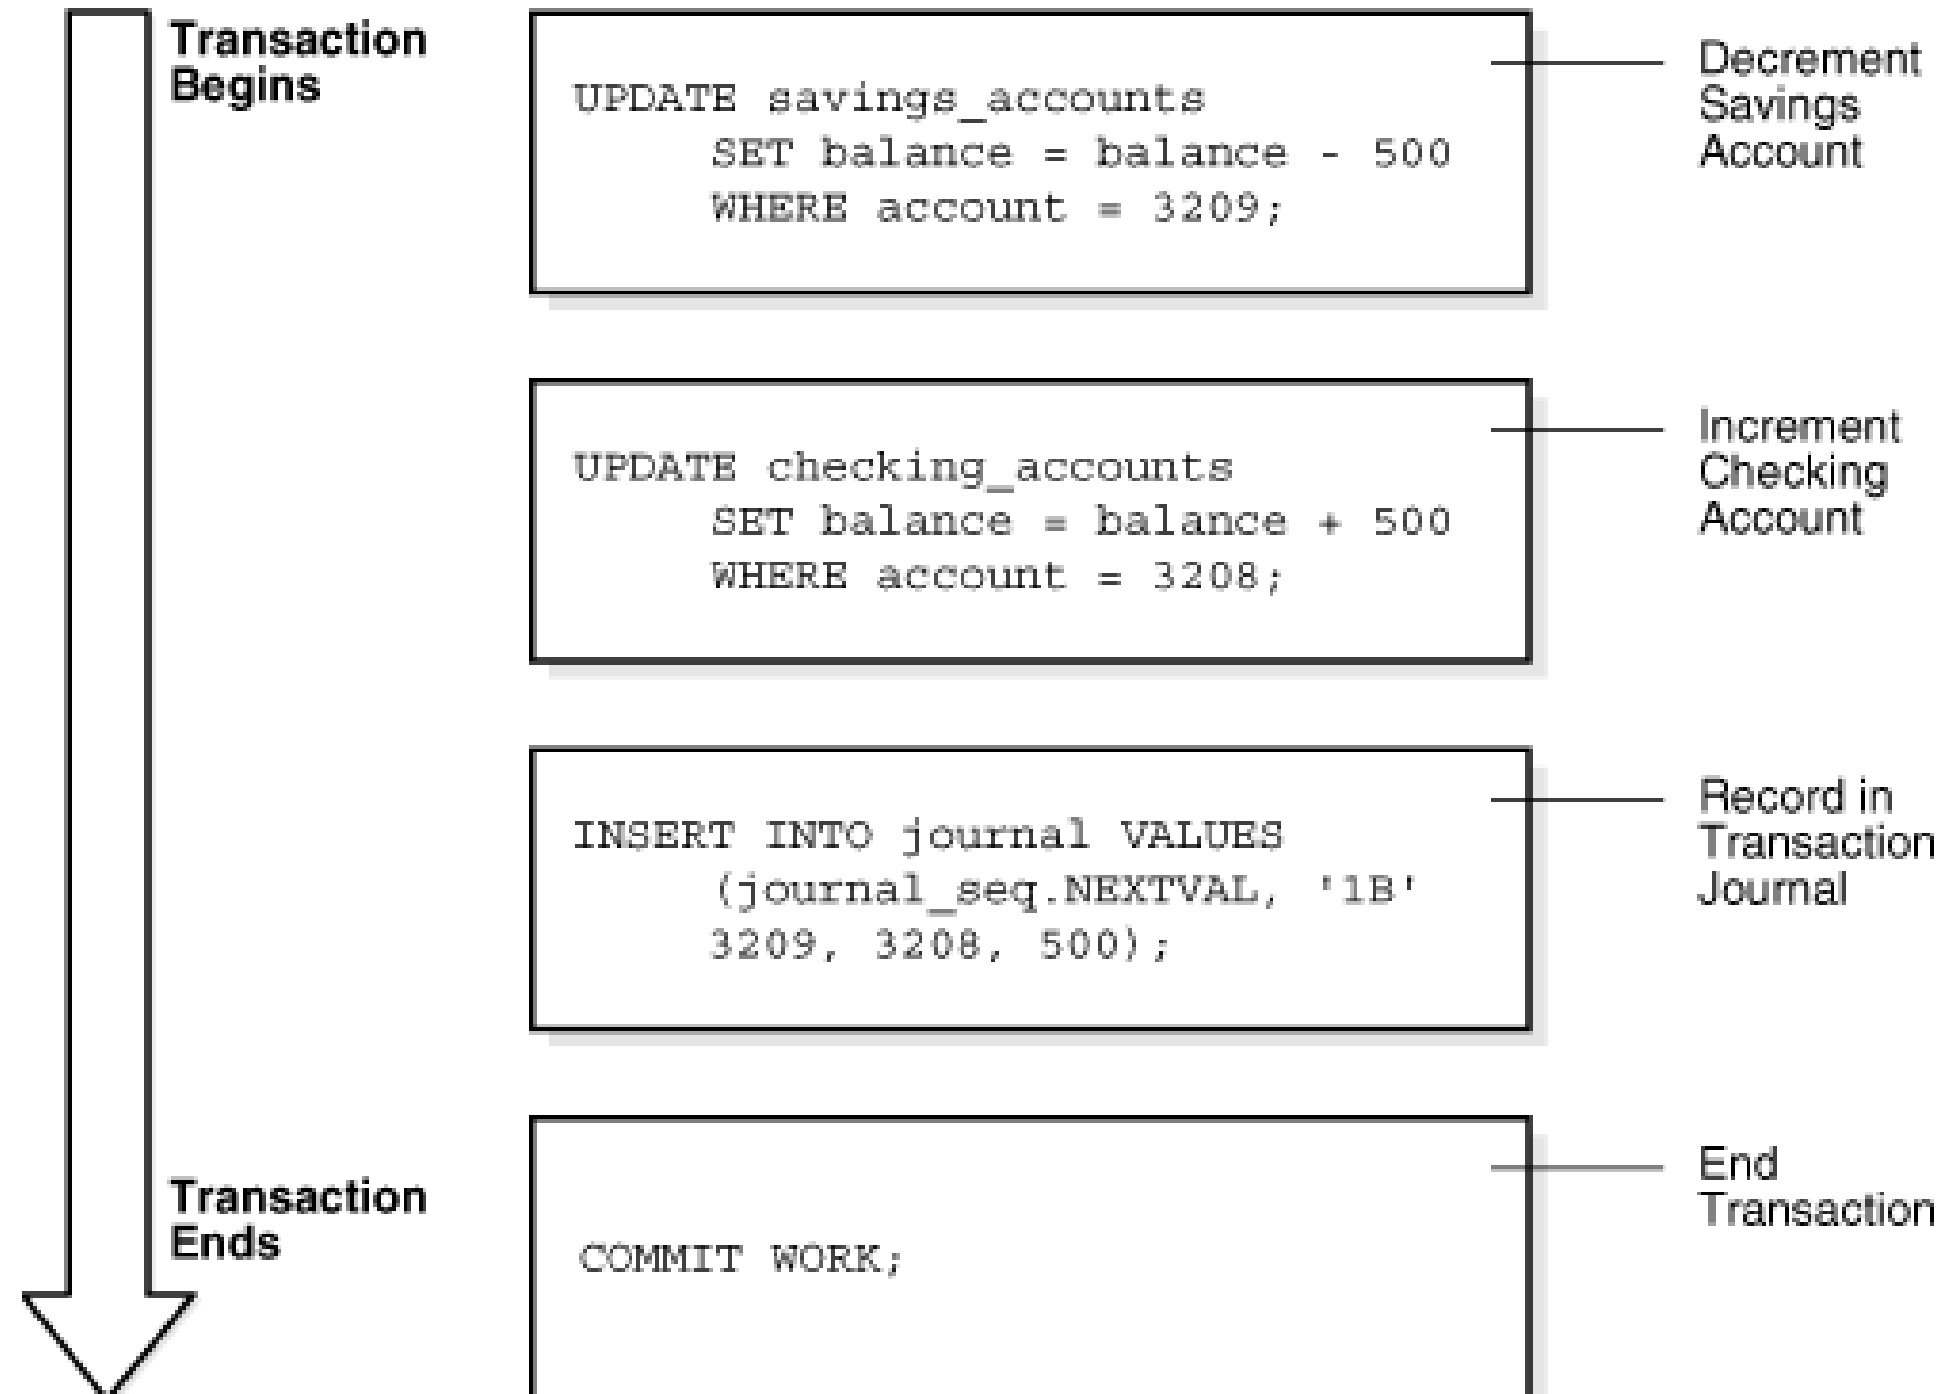 Transaction
Begins
UPDATE savings_accounts
SET balance = balance - 500
WHERE account = 3209;
Decrement
Savings
Account
UPDATE checking_accounts
SET balance = balance + 500
WHERE account = 3208;
Increment
Checking
Account
INSERT INTO journal VALUES
(journal_seq.NEXTVAL, '1B'
3209, 3208, 500);
Record in
Transaction
Journal
Transaction
Ends
COMMIT WORK;
End
Transaction